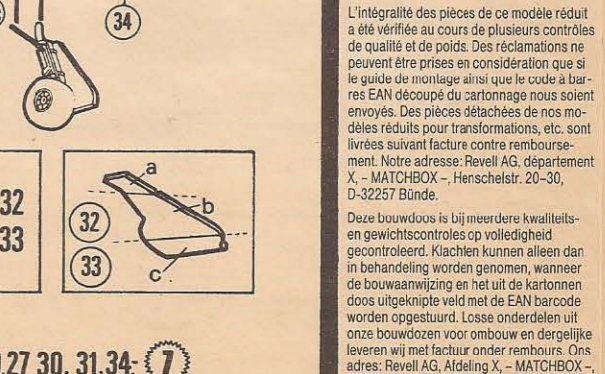 34
32
33
a
b
32
33
c
27 30, 31.34: 7
L'intégralité des pièces de ce modèle réduit
a été vérifiée au cours de plusieurs contrôles
de qualité et de poids. Des réclamations ne
peuvent être prises en considération que si
le guide de montage ainsi que le code à bar-
res EAN découpé du cartonnage nous soient
envoyés. Des pièces détachées de nos mo-
dèles réduits pour transformations, etc. sont
livrées suivant facture contre rembourse-
ment. Notre adresse: Revell AG, département
X, – MATCHBOX –, Henschelstr. 20–30,
D-32257 Bünde.
Deze bouwdoos is bij meerdere kwaliteits-
en gewichtscontroles op volledigheid
gecontroleerd. Klachten kunnen alleen dan
in behandeling worden genomen, wanneer
de bouwaanwijzing en het uit de kartonnen
doos uitgeknipte veld met de EAN barcode
worden opgestuurd. Losse onderdelen uit
onze bouwdozen voor ombouw en dergelijke
leveren wij met factuur onder rembours. Ons
adres: Revell AG, Afdeling X, – MATCHBOX –,